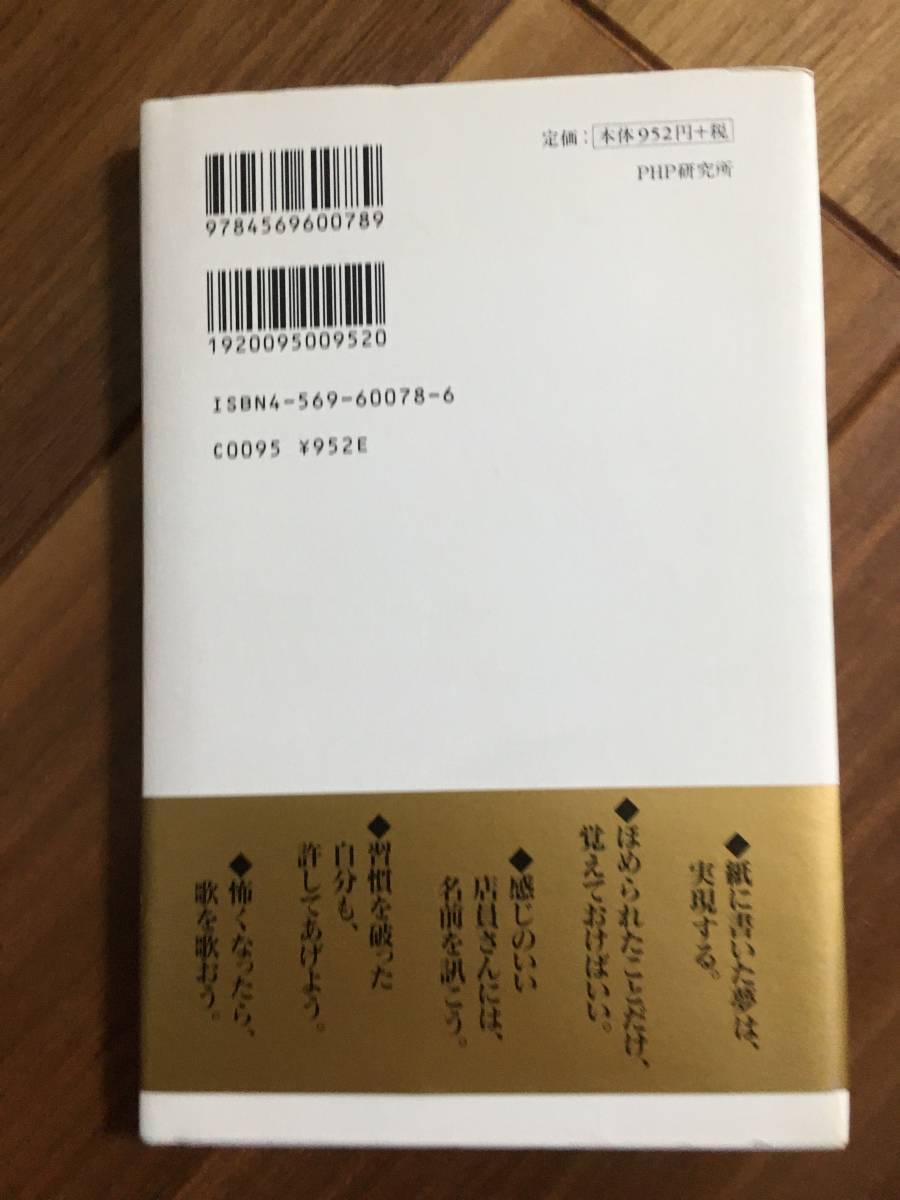 定価：本体952円+税
PHP研究所
9784569600789
1920095009520
ISBN4-569-60078-6
C0095 ¥952E
◆紙に書いた夢は、
実現する。
◆ほめられたことだけ、
覚えておけばいい。
◆感じのいい
店員さんには、
名前を訊こう。
◆習慣を破った
自分も、
許してあげよう。
◆怖くなったら、
歌を歌おう。